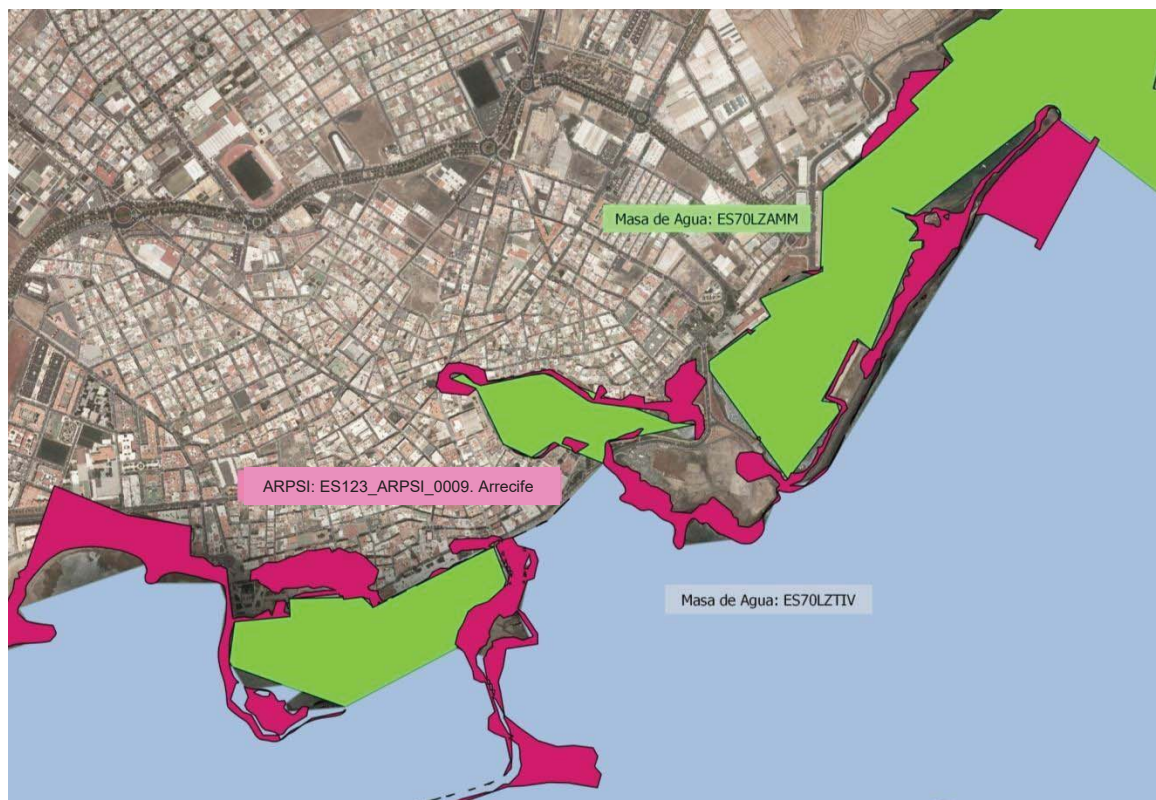 Masa de Agua: ES70LZAMM
ARPSI: ES123_ARPSI_0009. Arrecife
Masa de Agua: ES70LZTIV